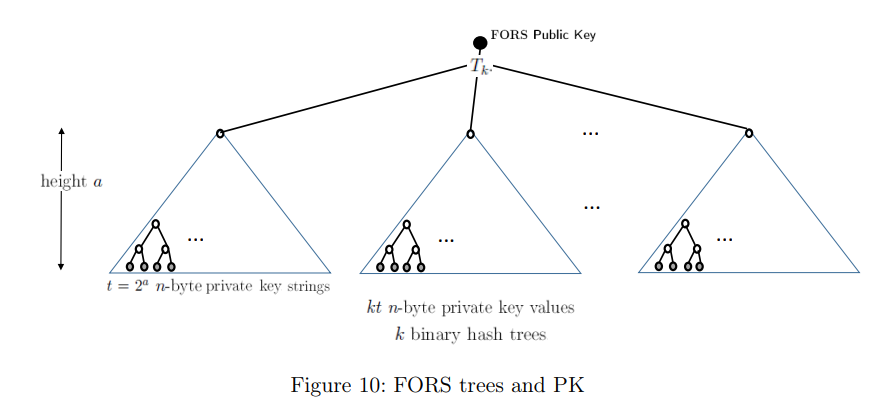 FORS Public Key
T_k.
...
height a
...
... ... ...
t = 2^a n-byte private key strings
kt n-byte private key values
k binary hash trees
Figure 10: FORS trees and PK